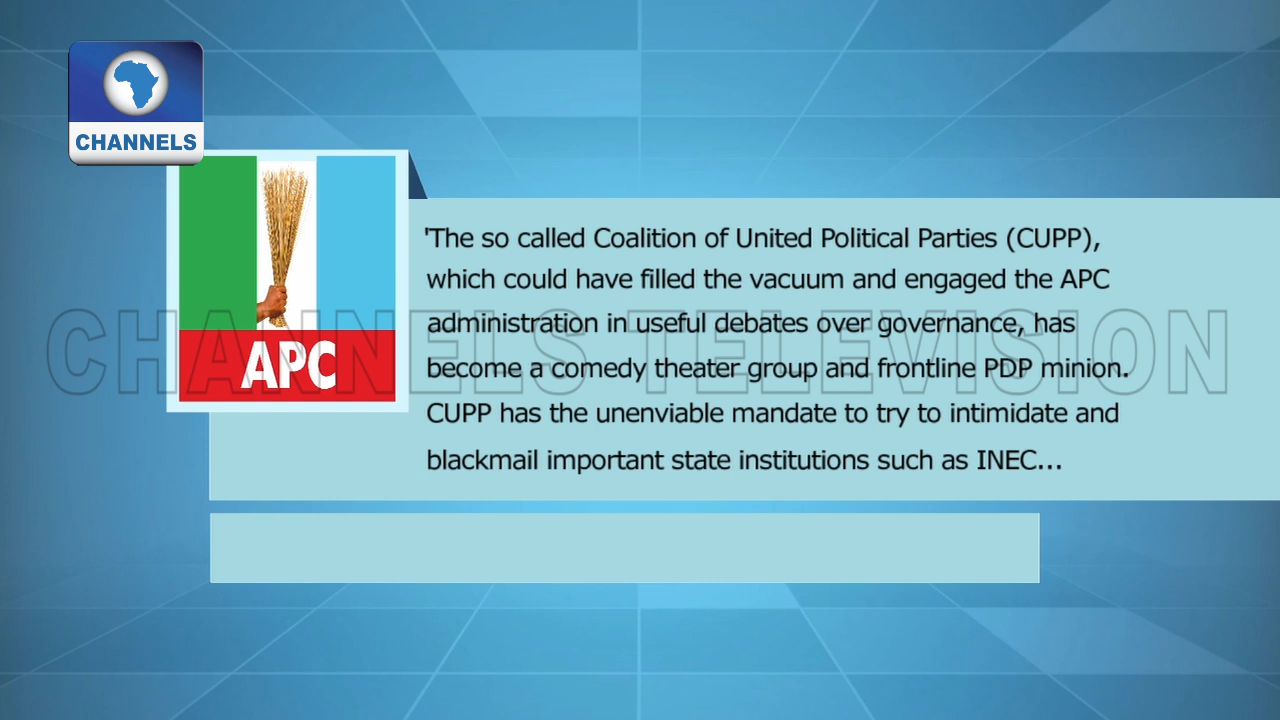 CHANNELS
'The so called Coalition of United Political Parties (CUPP),
which could have filled the vacuum and engaged the APC
administration in useful debates over governance, has
become a comedy theater group and frontline PDP minion.
CUPP has the unenviable mandate to try to intimidate and
blackmail important state institutions such as INEC...
APC
CHANNELS TELEVISION